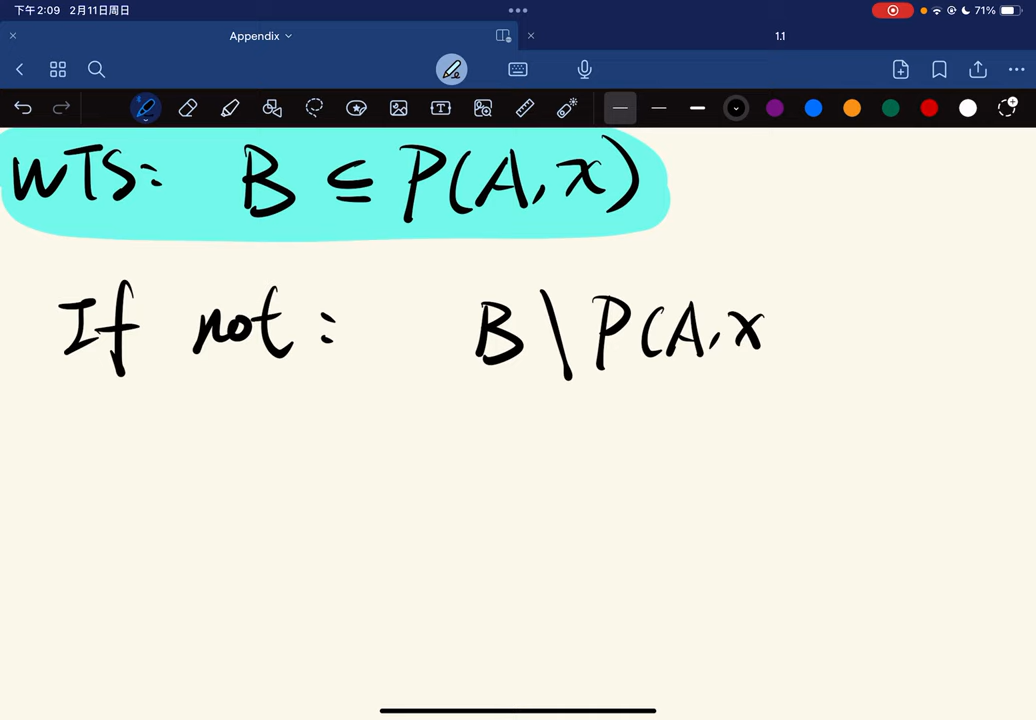 下午2:09 2月11日周日
71%
Appendix
1.1
WTS: B ⊆ P(A,x)
If not: B \ P(A,x